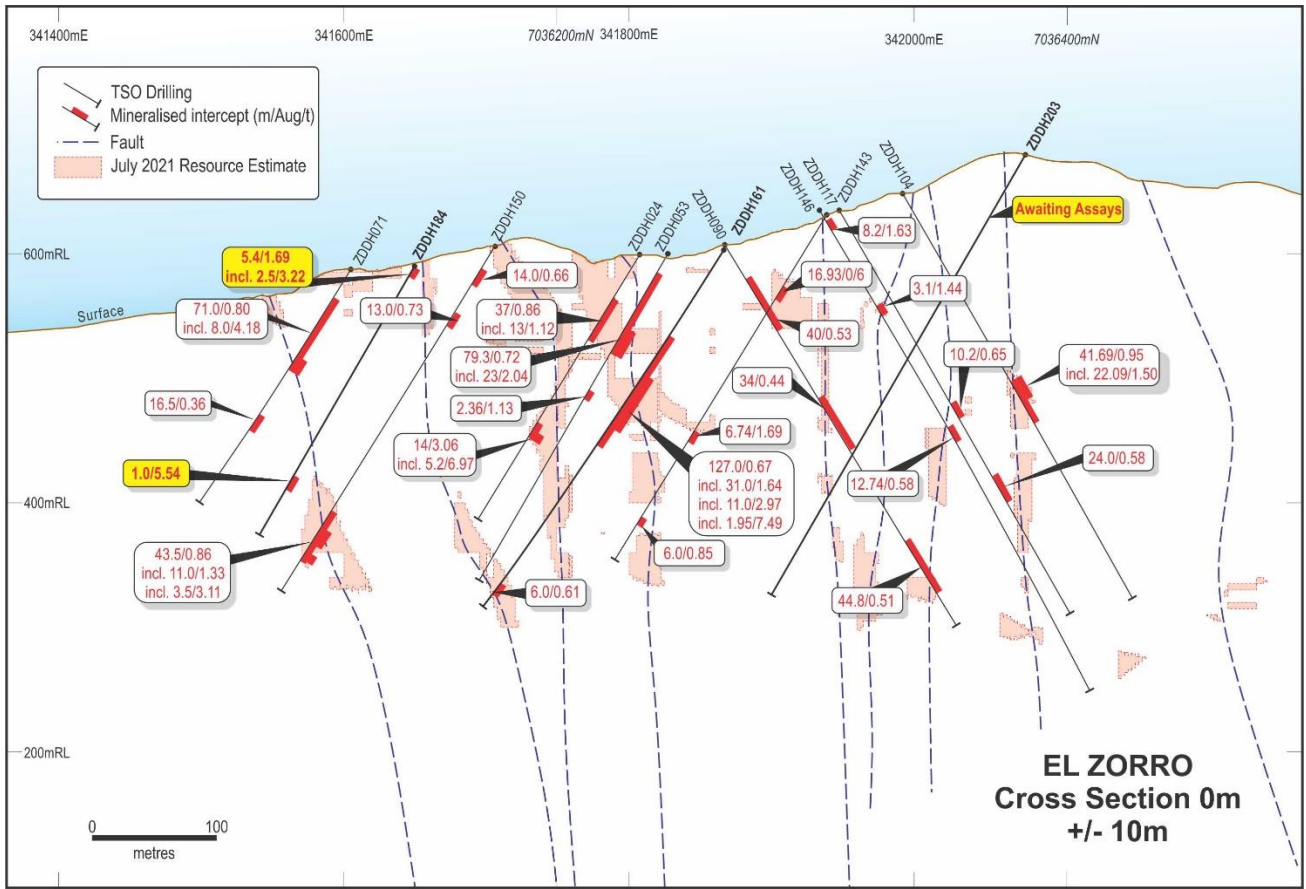 341400mE
341600mE
7036200mN
341800mE
342000mE
7036400mN
TSO Drilling
Mineralised intercept (m/Aug/t)
Fault
July 2021 Resource Estimate
ZDDH071
ZDDH184
ZDDH150
ZDDH024
ZDDH053
ZDDH090
ZDDH161
ZDDH146
ZDDH117
ZDDH143
ZDDH104
ZDDH203
Awaiting Assays
600mRL
Surface
5.4/1.69
incl. 2.5/3.22
14.0/0.66
8.2/1.63
71.0/0.80
incl. 8.0/4.18
13.0/0.73
37/0.86
incl. 13/1.12
16.93/0/6
3.1/1.44
40/0.53
79.3/0.72
incl. 23/2.04
10.2/0.65
41.69/0.95
incl. 22.09/1.50
16.5/0.36
2.36/1.13
34/0.44
14/3.06
incl. 5.2/6.97
6.74/1.69
24.0/0.58
1.0/5.54
127.0/0.67
incl. 31.0/1.64
incl. 11.0/2.97
incl. 1.95/7.49
12.74/0.58
400mRL
43.5/0.86
incl. 11.0/1.33
incl. 3.5/3.11
6.0/0.85
6.0/0.61
44.8/0.51
200mRL
EL ZORRO
Cross Section 0m
+/- 10m
0
100
metres